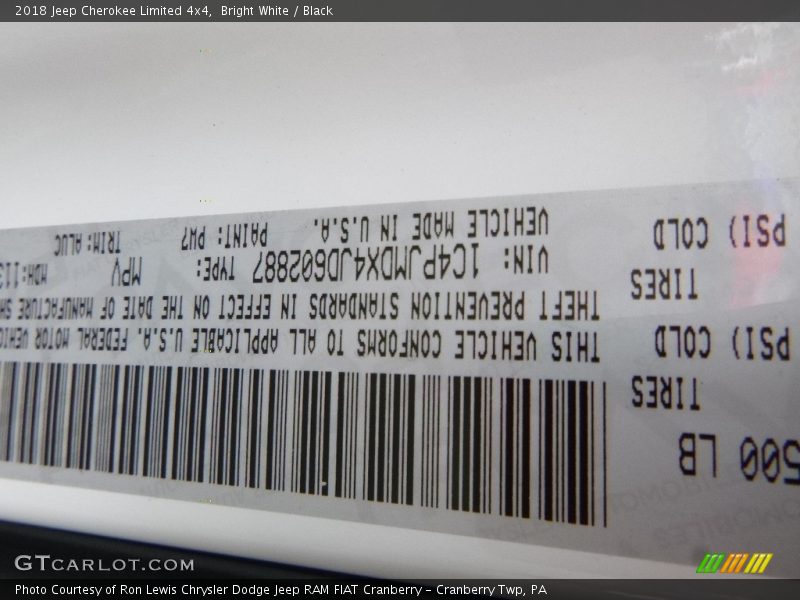 2018 Jeep Cherokee Limited 4x4, Bright White / Black
500 LB
TIRES
PSI) COLD
TIRES
PSI) COLD
THIS VEHICLE CONFORMS TO ALL APPLICABLE U.S.A. FEDERAL MOTOR
THEFT PREVENTION STANDARDS IN EFFECT ON THE DATE OF MANUFACTURE
VIN: 1C4PJMDX4JD602887 TYPE: MPV MDH:
VEHICLE MADE IN U.S.A. PAINT: PW7 TRIM: ALUC
GTCARLOT.COM
Photo Courtesy of Ron Lewis Chrysler Dodge Jeep RAM FIAT Cranberry – Cranberry Twp, PA